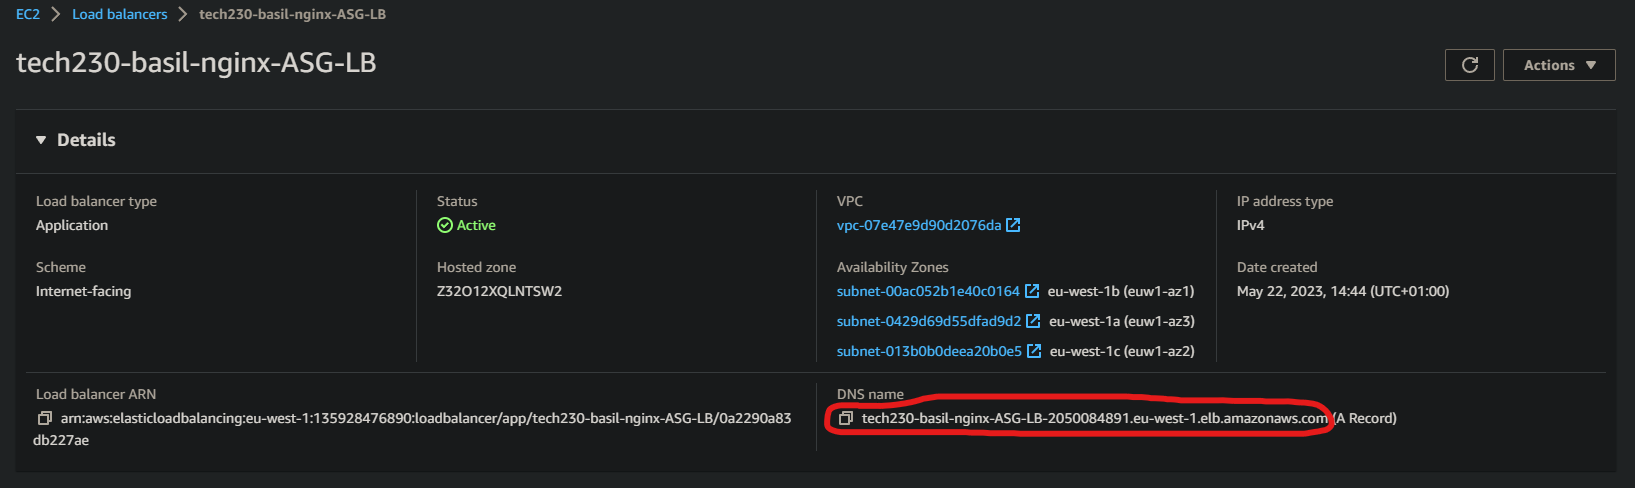 EC2 > Load balancers > tech230-basil-nginx-ASG-LB
tech230-basil-nginx-ASG-LB
Actions
Details
Load balancer type
Application
Status
Active
VPC
vpc-07e47e9d90d2076da
IP address type
IPv4
Scheme
Internet-facing
Hosted zone
Z32O12XQLNTSW2
Availability Zones
subnet-00ac052b1e40c0164 eu-west-1b (euw1-az1)
subnet-0429d69d55dfad9d2 eu-west-1a (euw1-az3)
subnet-013b0b0deea20b0e5 eu-west-1c (euw1-az2)
Date created
May 22, 2023, 14:44 (UTC+01:00)
Load balancer ARN
arn:aws:elasticloadbalancing:eu-west-1:135928476890:loadbalancer/app/tech230-basil-nginx-ASG-LB/0a2290a83
db227ae
DNS name
tech230-basil-nginx-ASG-LB-2050084891.eu-west-1.elb.amazonaws.com (A Record)